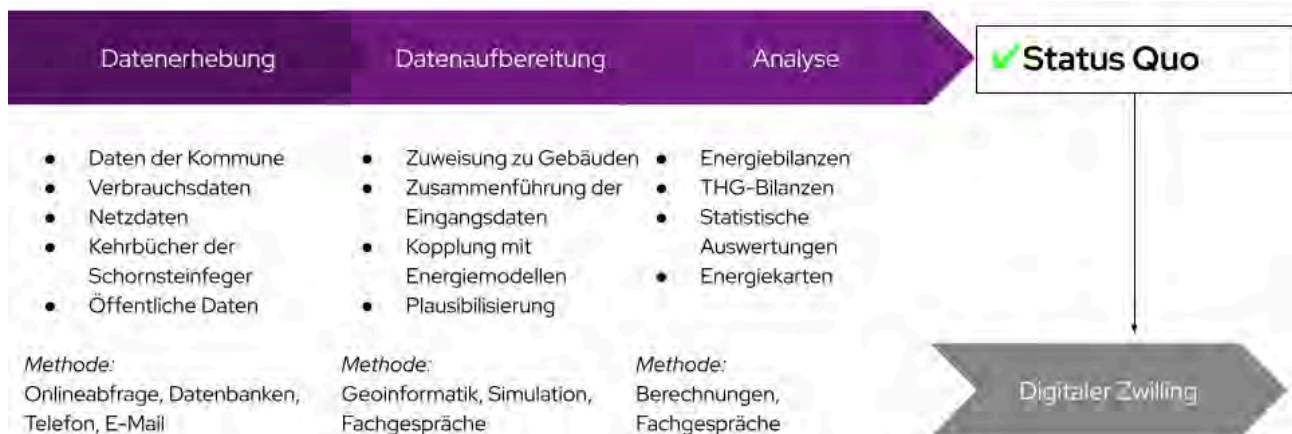 Datenerhebung
Datenaufbereitung
Analyse
✓Status Quo
● Daten der Kommune
● Verbrauchsdaten
● Netzdaten
● Kehrbücher der
Schornsteinfeger
● Öffentliche Daten
Methode:
Onlineabfrage, Datenbanken,
Telefon, E-Mail
● Zuweisung zu Gebäuden
● Zusammenführung der
Eingangsdaten
● Kopplung mit
Energiemodellen
● Plausibilisierung
Methode:
Geoinformatik, Simulation,
Fachgespräche
● Energiebilanzen
● THG-Bilanzen
● Statistische
Auswertungen
● Energiekarten
Methode:
Berechnungen,
Fachgespräche
Digitaler Zwilling